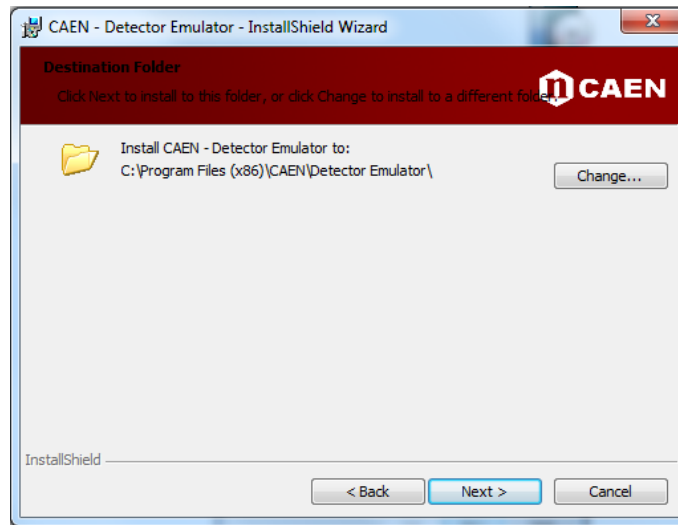 CAEN - Detector Emulator - InstallShield Wizard
x
Destination Folder
Click Next to install to this folder, or click Change to install to a different folder.
CAEN
Install CAEN - Detector Emulator to:
C:\Program Files (x86)\CAEN\Detector Emulator\
Change...
InstallShield
< Back
Next >
Cancel